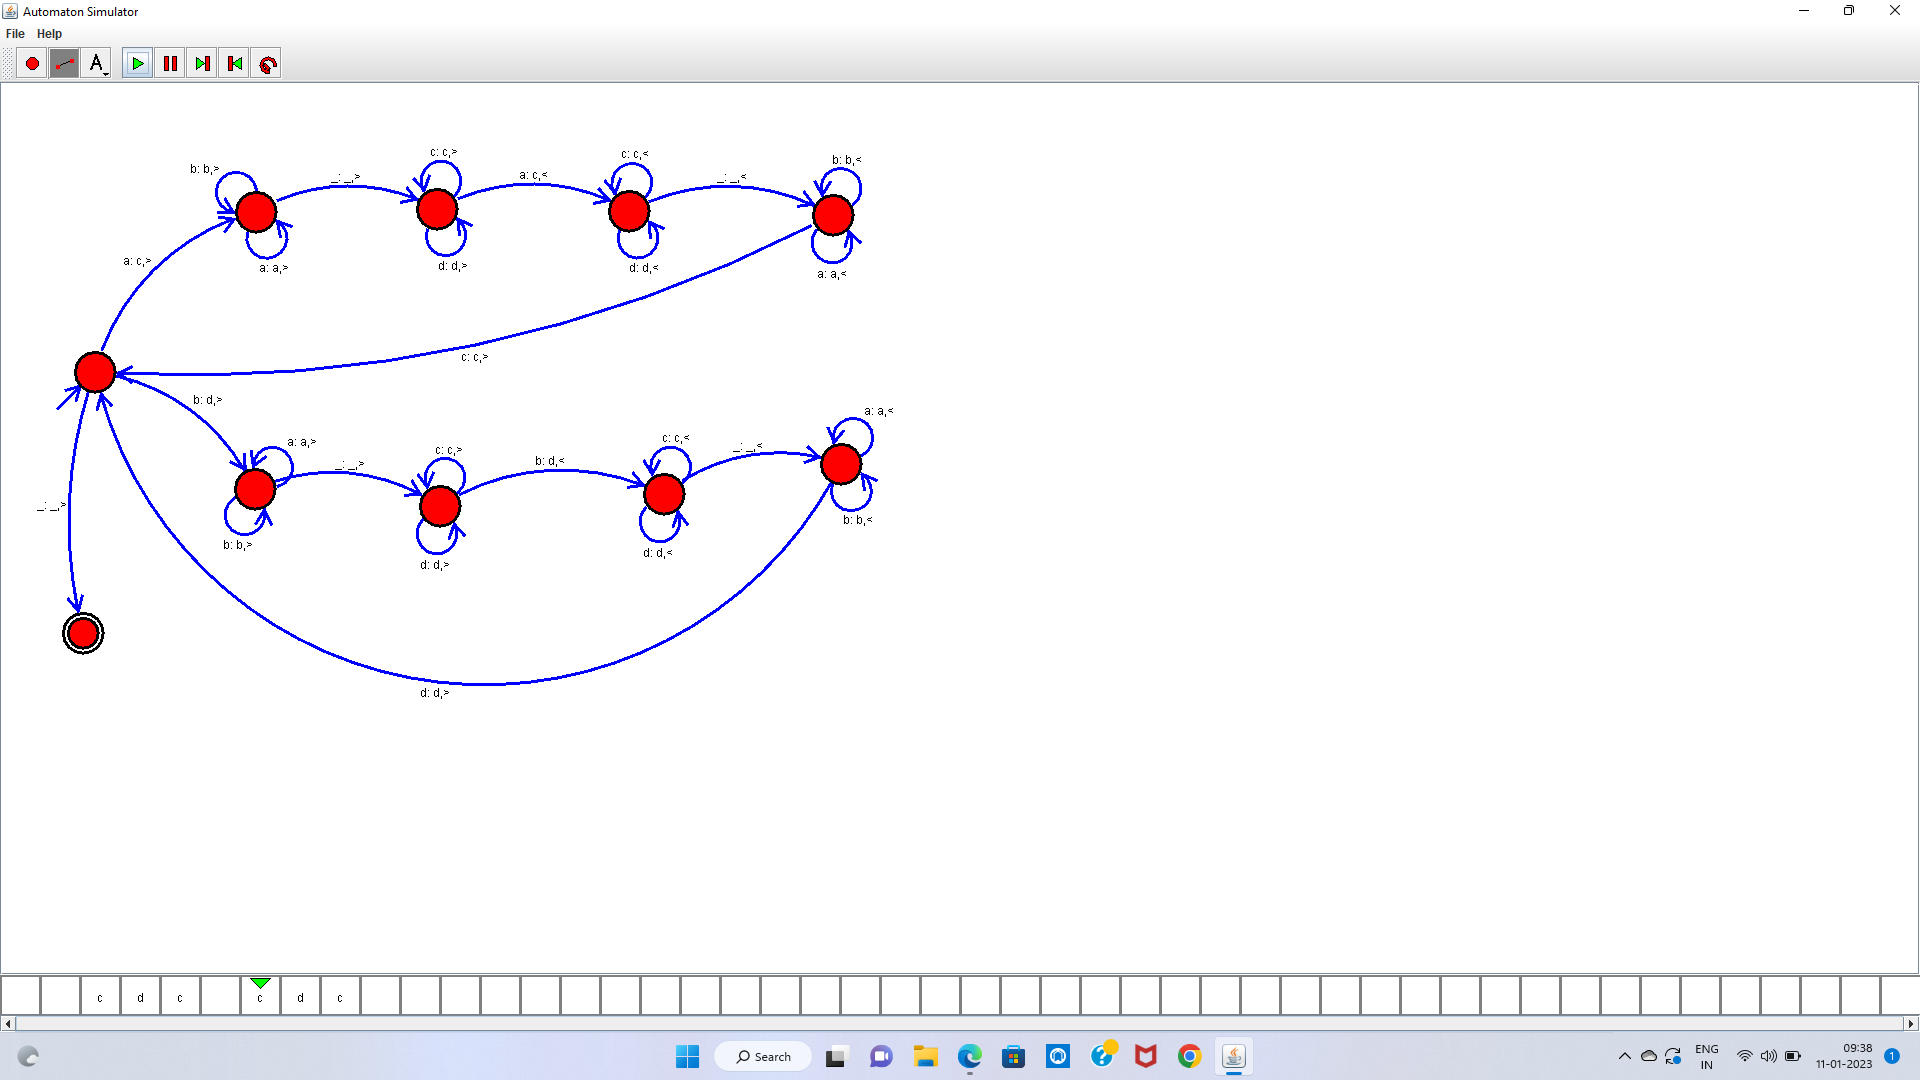 Automaton Simulator
File Help
A
b: b,>
_: _,>
c: c,>
a: c,<
c: c,<
_: _,<
b: b,<
a: c,>
a: a,>
d: d,>
d: d,<
a: a,<
c: c,>
b: d,>
a: a,<
a: a,>
_: _,>
c: c,>
b: d,<
c: c,<
_: _,<
_: _,>
b: b,>
d: d,>
d: d,<
b: b,<
d: d,>
c d c c d c
Search
ENG
IN
09:38
11-01-2023
1